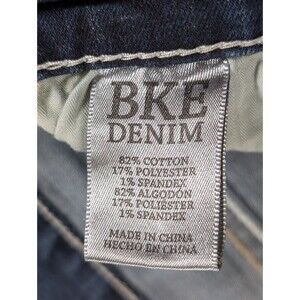 BKE
DENIM
82% COTTON
17% POLYESTER
1% SPANDEX
82% ALGODÓN
17% POLIÉSTER
1% SPANDEX
MADE IN CHINA
HECHO EN CHINA